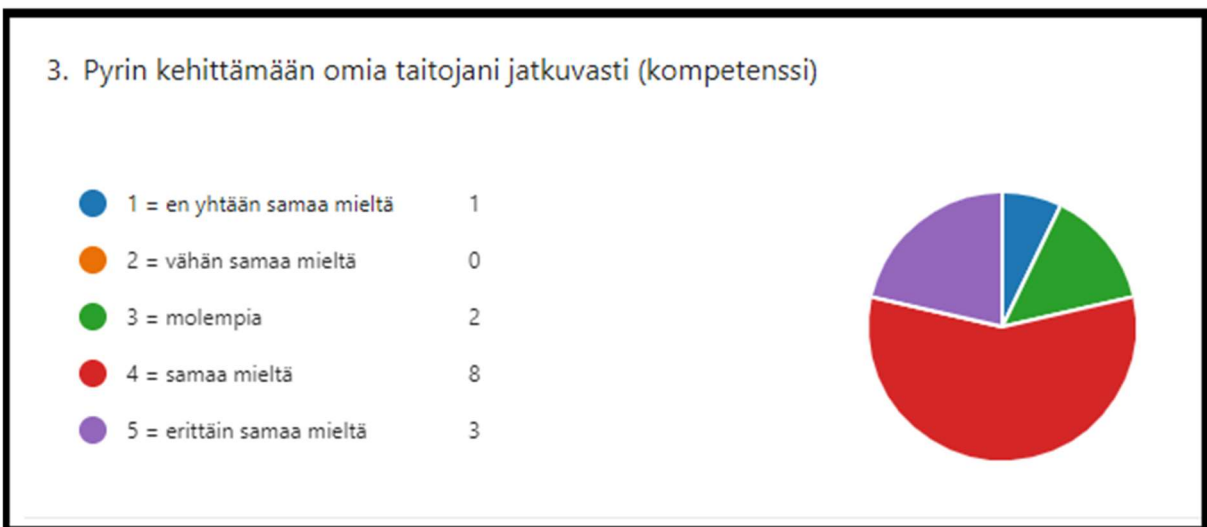 3. Pyrin kehittämään omia taitojani jatkuvasti (kompetenssi)
1 = en yhtään samaa mieltä 1
2 = vähän samaa mieltä 0
3 = molempia 2
4 = samaa mieltä 8
5 = erittäin samaa mieltä 3